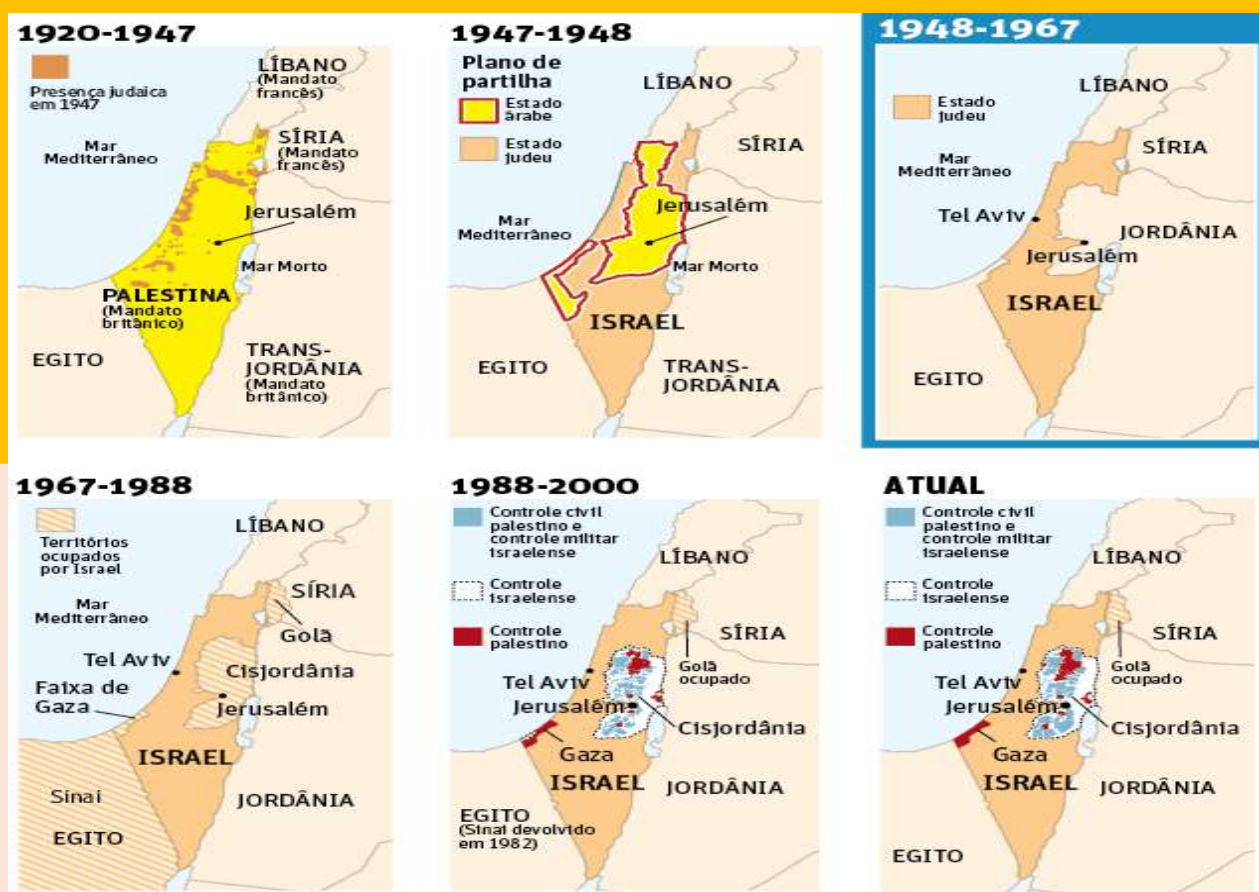 1920-1947
Presença judaica
em 1947
LÍBANO
(Mandato
francês)
SÍRIA
(Mandato
francês)
Mar
Mediterrâneo
Jerusalém
Mar Morto
PALESTINA
(Mandato
britânico)
EGITO
TRANS-
JORDÂNIA
(Mandato
britânico)
1947-1948
Plano de
partilha
Estado
árabe
Estado
judeu
LÍBANO
SÍRIA
Jerusalém
Mar
Mediterrâneo
Mar Morto
ISRAEL
EGITO
TRANS-
JORDÂNIA
1948-1967
Estado
judeu
LÍBANO
Mar
Mediterrâneo
SÍRIA
Tel Aviv
JORDÂNIA
Jerusalém
ISRAEL
EGITO
1967-1988
Territórios
ocupados
por Israel
LÍBANO
Mar
Mediterrâneo
SÍRIA
Golã
Tel Aviv
Cisjordânia
Faixa de
Gaza
Jerusalém
ISRAEL
Sinai
JORDÂNIA
EGITO
1988-2000
Controle civil
palestino e
controle militar
israelense
Controle
israelense
Controle
palestino
LÍBANO
SÍRIA
Golã
ocupado
Tel Aviv
Jerusalém
Cisjordânia
Gaza
ISRAEL
JORDÂNIA
EGITO
(Sinai devolvido
em 1982)
ATUAL
Controle civil
palestino e
controle militar
israelense
Controle
israelense
Controle
palestino
LÍBANO
SÍRIA
Golã
ocupado
Tel Aviv
Jerusalém
Cisjordânia
Gaza
ISRAEL
JORDÂNIA
EGITO